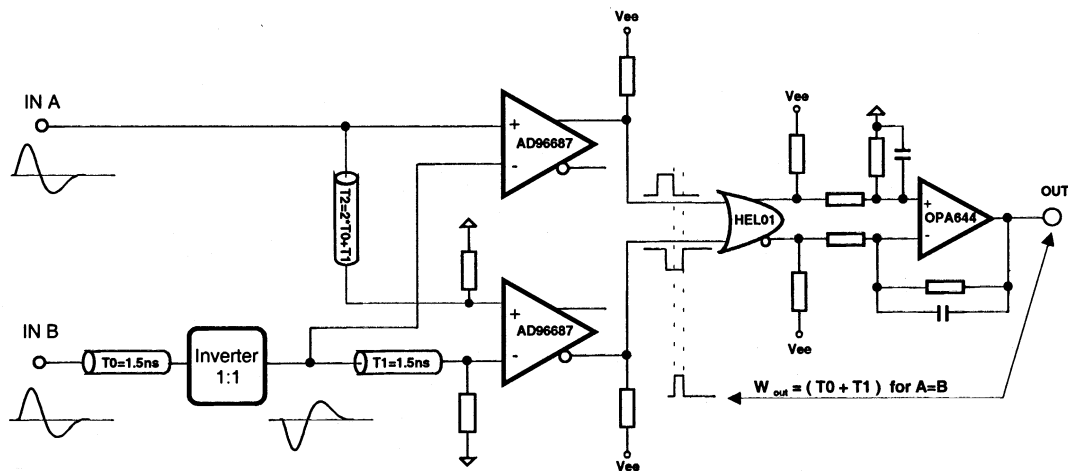 Vee
IN A
+
AD96687
-
Vee
T2=2*T0+T1
HEL01
+
OPA644
-
OUT
IN B
T0=1.5ns
Inverter
1:1
T1=1.5ns
+
AD96687
-
Vee
W out = ( T0 + T1 ) for A=B
Vee